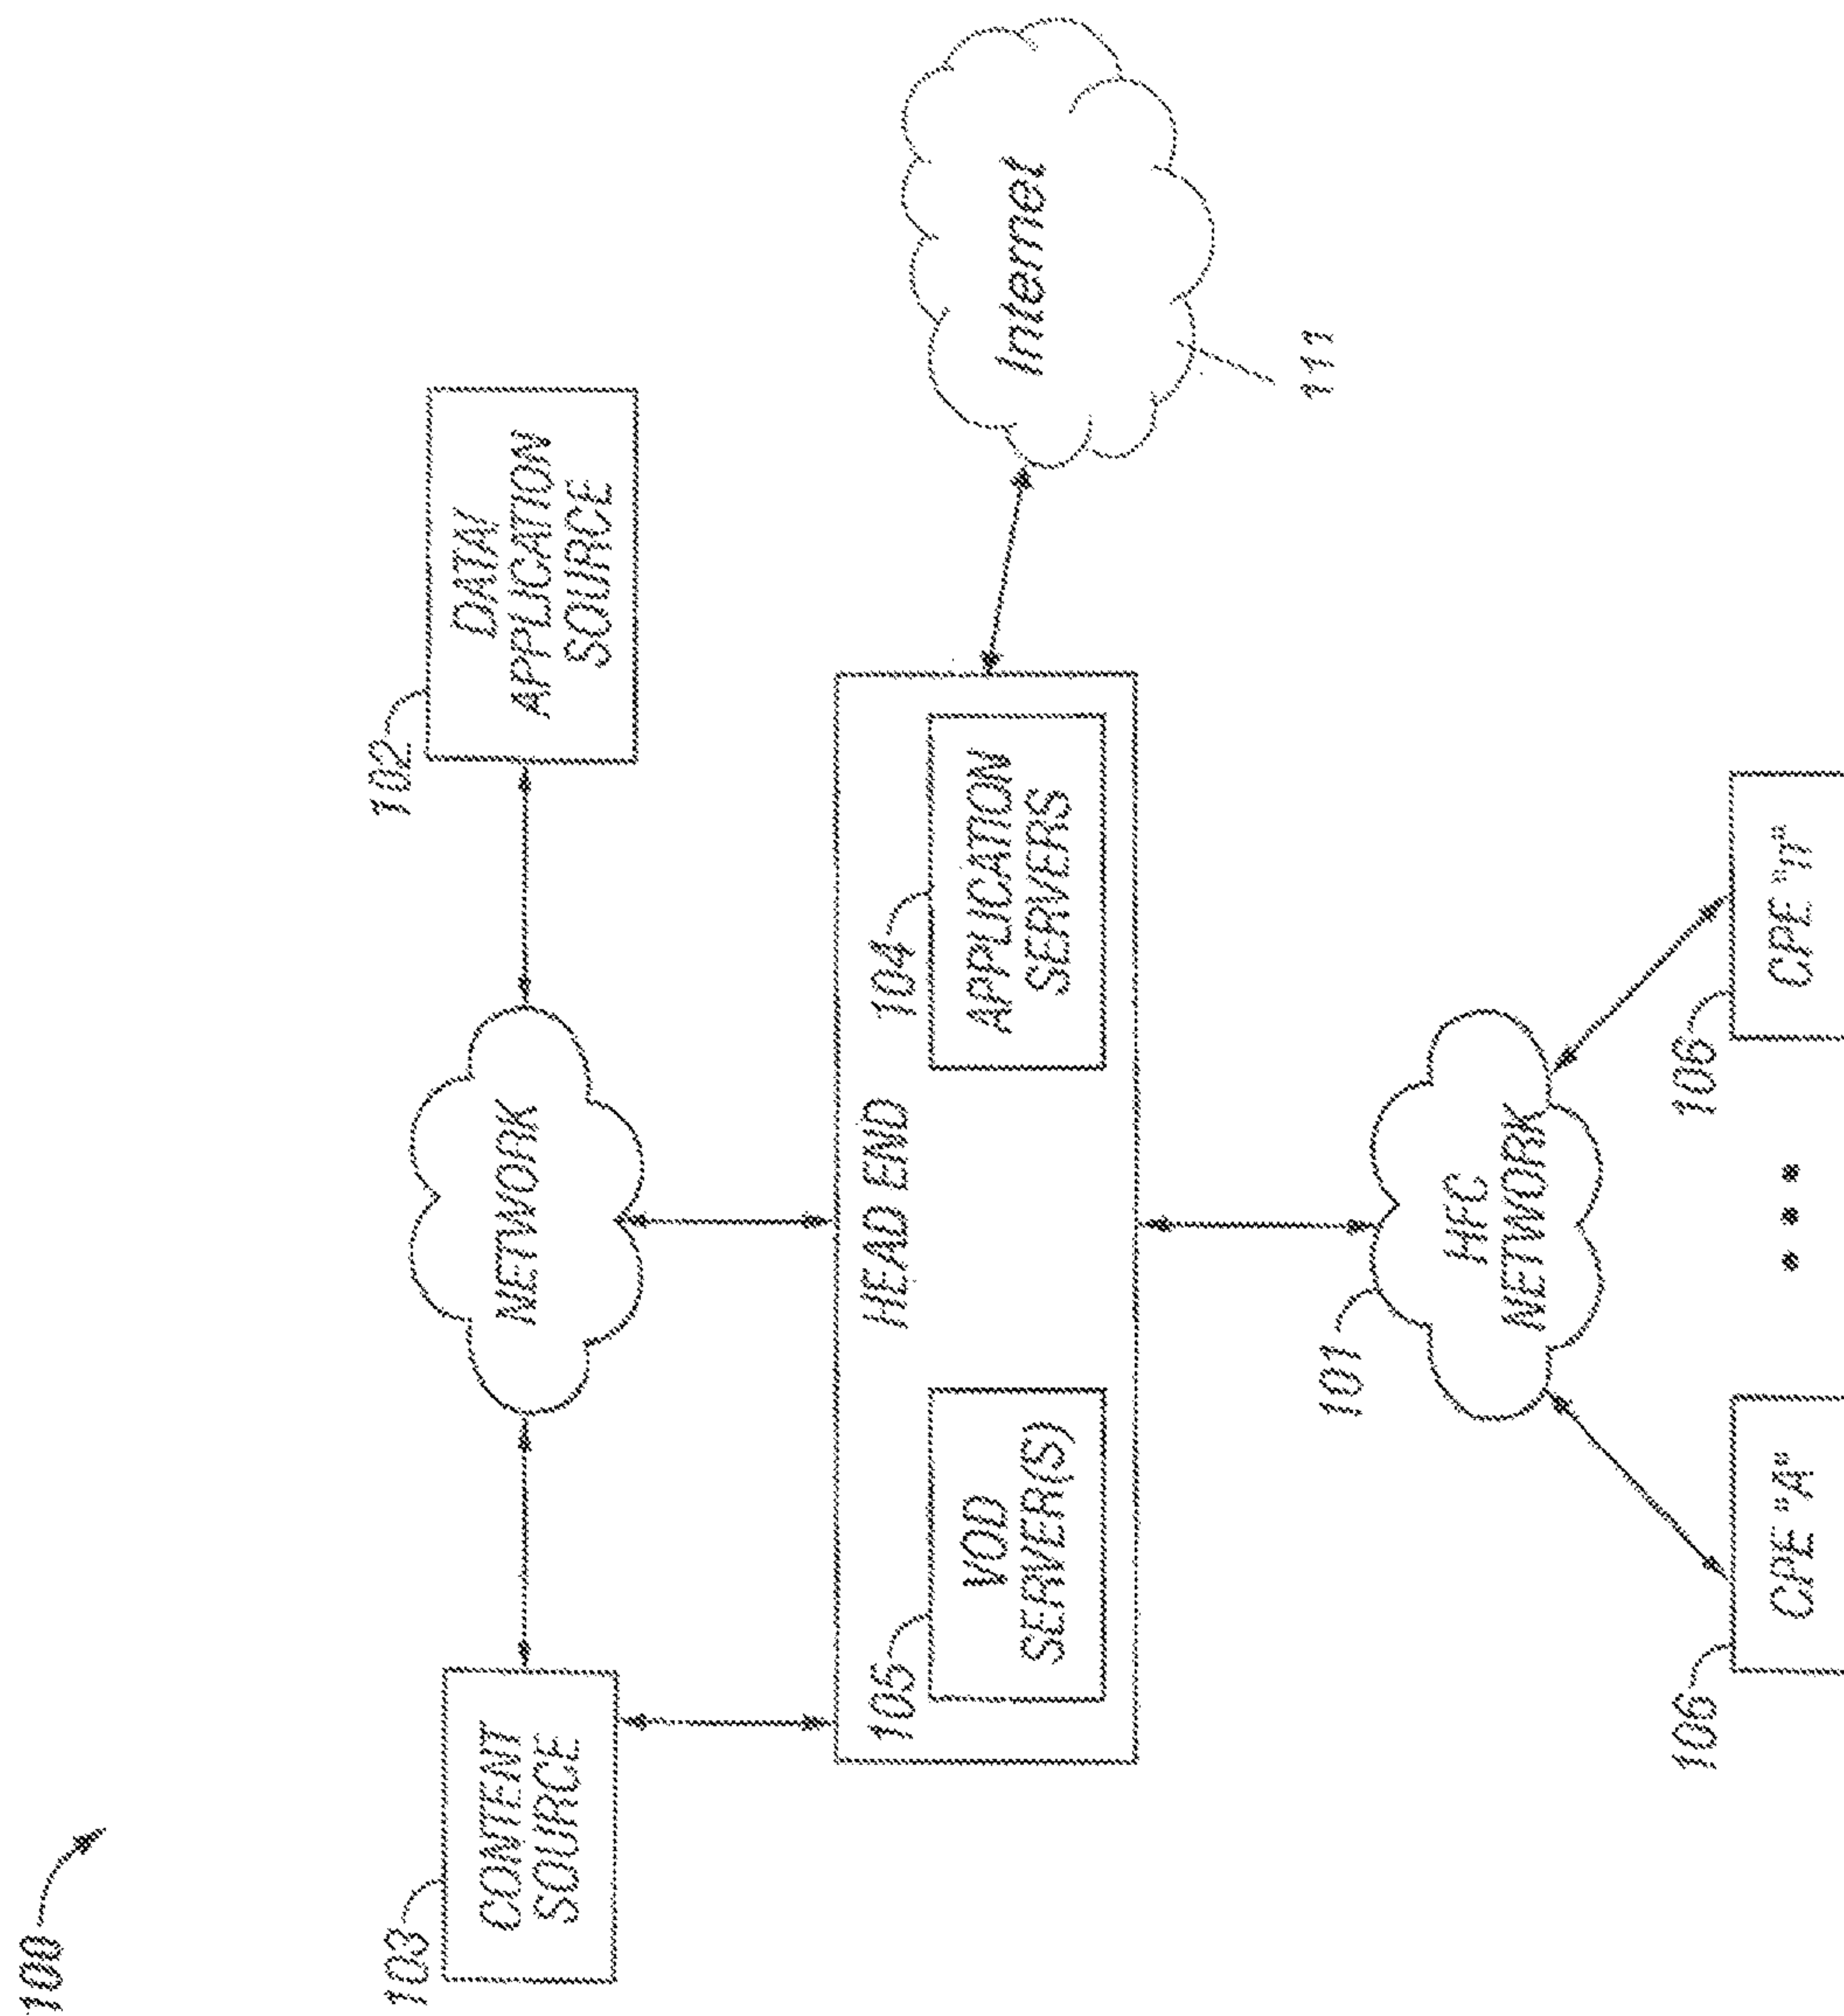 100
103
CONTENT
SOURCE
NETWORK
102
DATA/
APPLICATION
SOURCE
HEAD END
105
VOD
SERVER(S)
104
APPLICATION
SERVERS
Internet
111
101
HFC
NETWORK
106
CPE "A"
106
CPE "n"